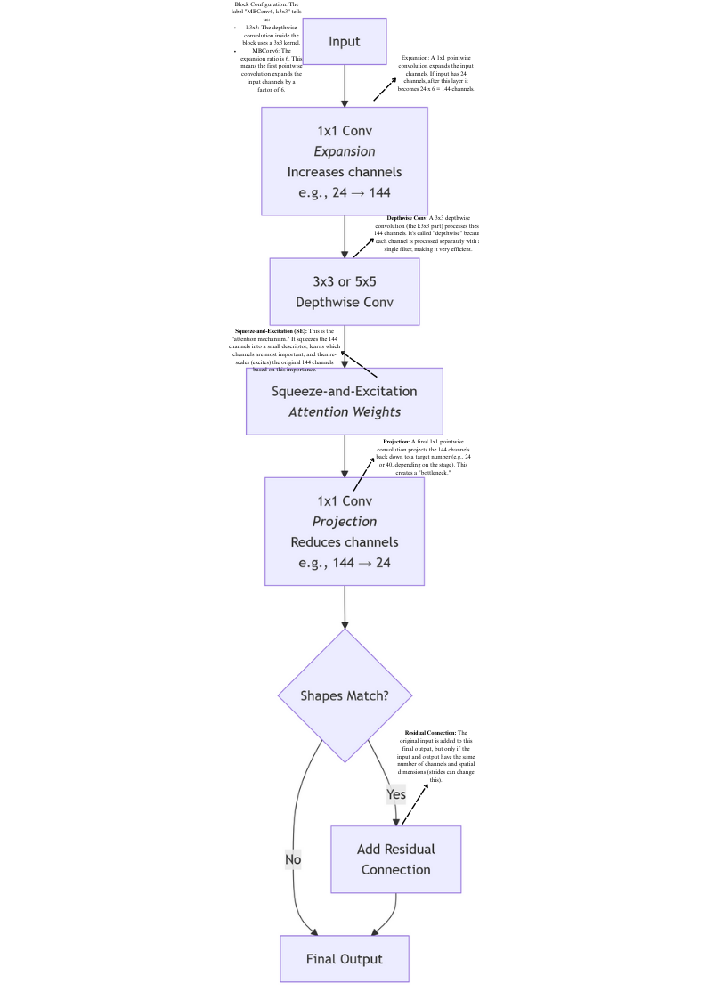 Block Configuration: The
label "MBConv6, k3x3" tells
us:
• k3x3: The depthwise
convolution inside the
block uses a 3x3 kernel.
• MBConv6: The
expansion ratio is 6. This
means the first pointwise
convolution expands the
input channels by a
factor of 6.
Input
Expansion: A 1x1 pointwise
convolution expands the input
channels. If input has 24
channels, after this layer it
becomes 24 x 6 = 144 channels.
1x1 Conv
Expansion
Increases channels
e.g., 24 → 144
Depthwise Conv: A 3x3 depthwise
convolution (the k3x3 part) processes thes
144 channels. It's called "depthwise" becau
each channel is processed separately with
single filter, making it very efficient.
3x3 or 5x5
Depthwise Conv
Squeeze-and-Excitation (SE): This is the
"attention mechanism." It squeezes the 144
channels into a small descriptor, learns which
channels are most important, and then re-
scales (excites) the original 144 channels
based on this importance.
Squeeze-and-Excitation
Attention Weights
Projection: A final 1x1 pointwise
convolution projects the 144 channels
back down to a target number (e.g., 24
or 40, depending on the stage). This
creates a "bottleneck."
1x1 Conv
Projection
Reduces channels
e.g., 144 → 24
Shapes Match?
Residual Connection: The
original input is added to this
final output, but only if the
input and output have the same
number of channels and spatial
dimensions (strides can change
this).
Yes
Add Residual
Connection
No
Final Output